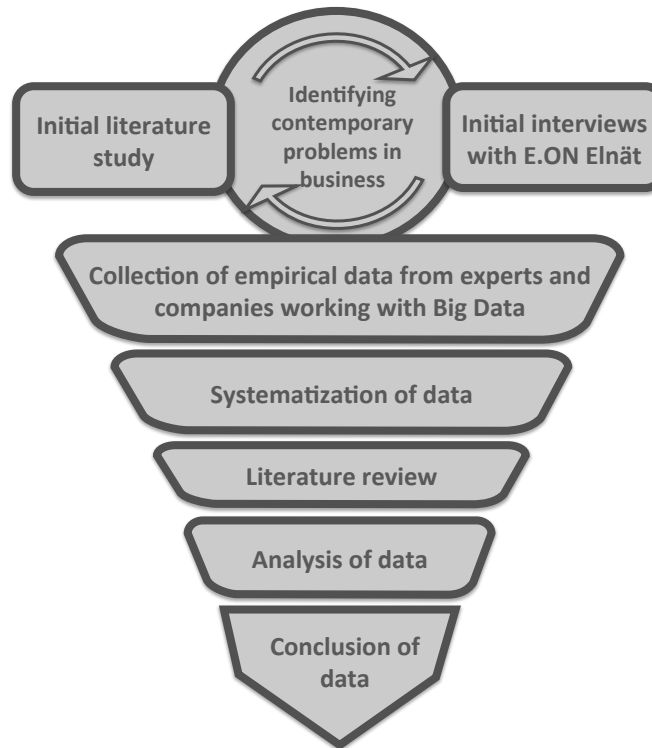 Initial literature
study
Identifying
contemporary
problems in
business
Initial interviews
with E.ON Elnät
Collection of empirical data from experts and
companies working with Big Data
Systematization of data
Literature review
Analysis of data
Conclusion of
data